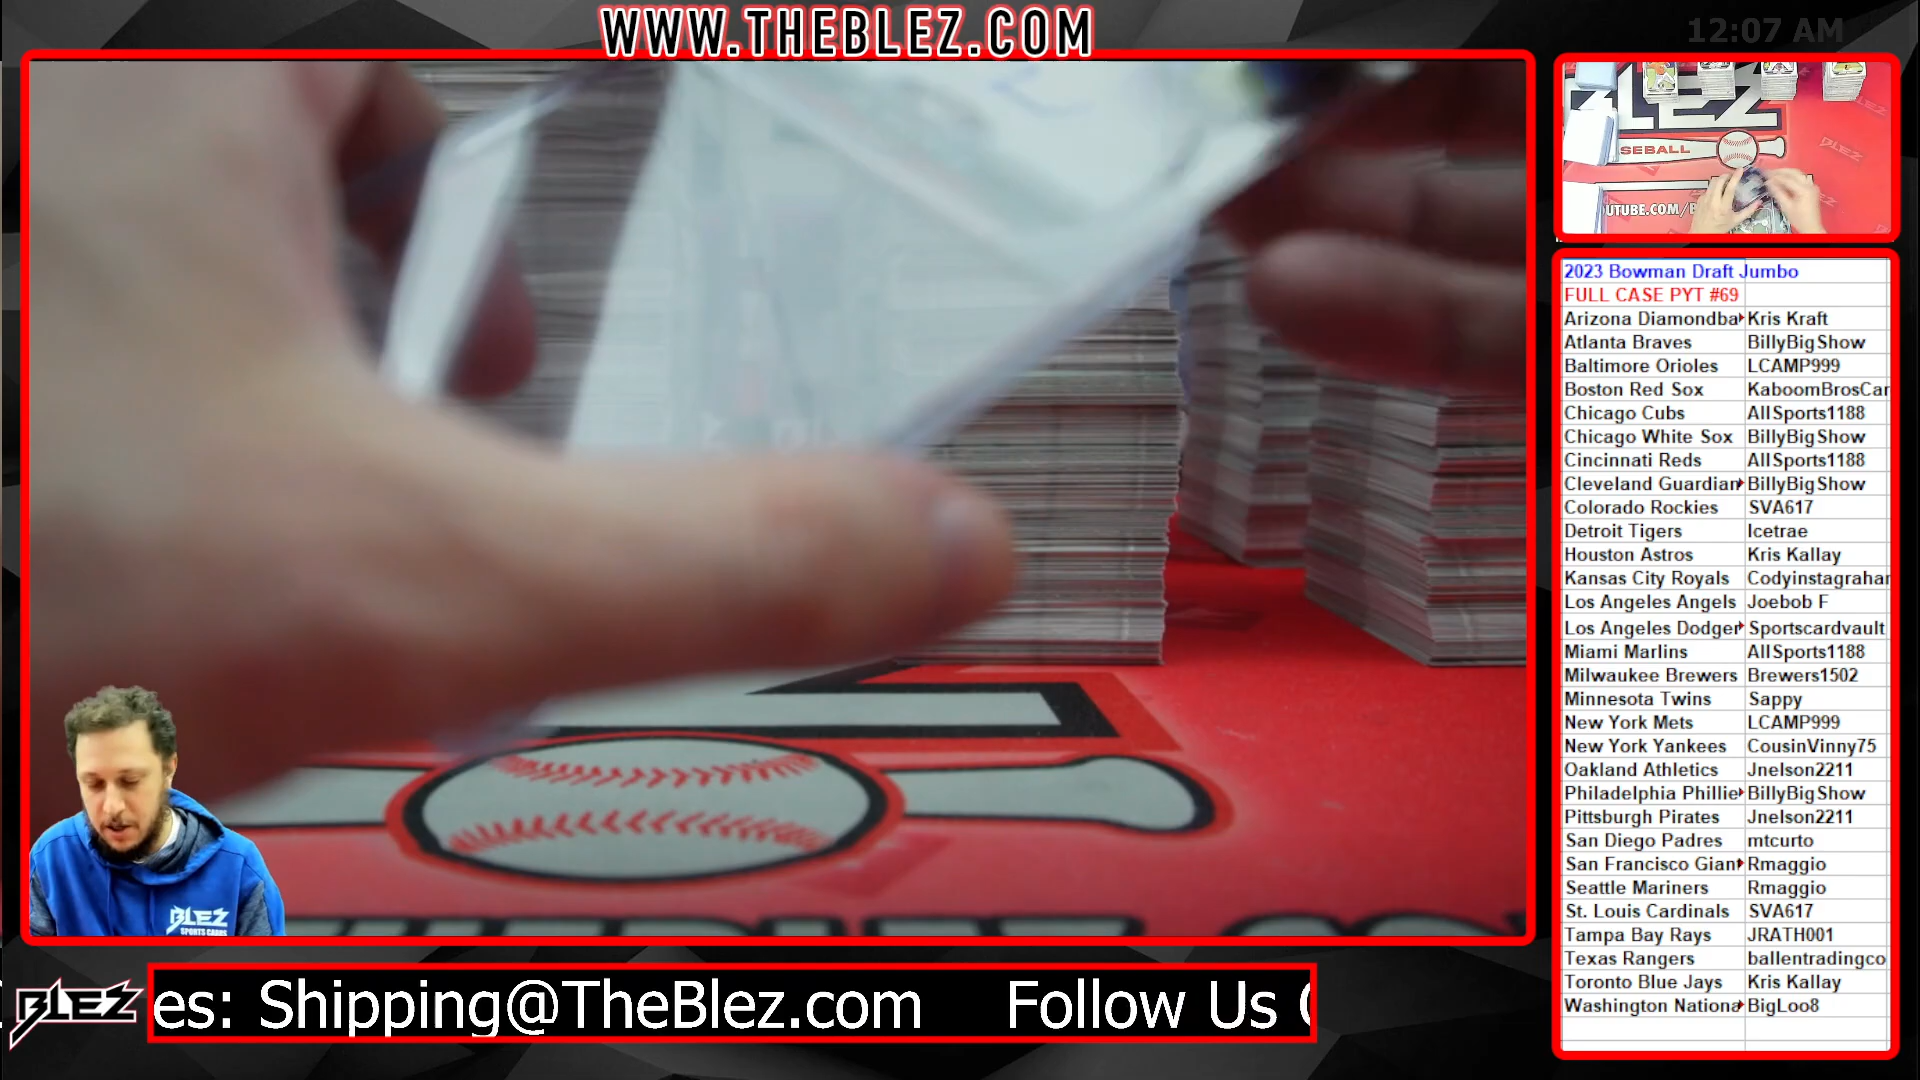 WWW.THEBLEZ.COM
12:07 AM
BLEZ
SEBALL
BLEZ
OUTUBE.COM/B
2023 Bowman Draft Jumbo
FULL CASE PYT #69
Arizona Diamondba Kris Kraft
Atlanta Braves BillyBigShow
Baltimore Orioles LCAMP999
Boston Red Sox KaboomBrosCar
Chicago Cubs AllSports1188
Chicago White Sox BillyBigShow
Cincinnati Reds AllSports1188
Cleveland Guardian BillyBigShow
Colorado Rockies SVA617
Detroit Tigers Icetrae
Houston Astros Kris Kallay
Kansas City Royals Codyinstagrahar
Los Angeles Angels Joebob F
Los Angeles Dodger Sportscardvault
Miami Marlins AllSports1188
Milwaukee Brewers Brewers1502
Minnesota Twins Sappy
New York Mets LCAMP999
New York Yankees CousinVinny75
Oakland Athletics Jnelson2211
Philadelphia Phillie BillyBigShow
Pittsburgh Pirates Jnelson2211
San Diego Padres mtcurto
San Francisco Giant Rmaggio
Seattle Mariners Rmaggio
St. Louis Cardinals SVA617
Tampa Bay Rays JRATH001
Texas Rangers ballentradingco
Toronto Blue Jays Kris Kallay
Washington Nationa BigLoo8
BLEZ
SPORTS CARDS
BLEZ
es: Shipping@TheBlez.com Follow Us